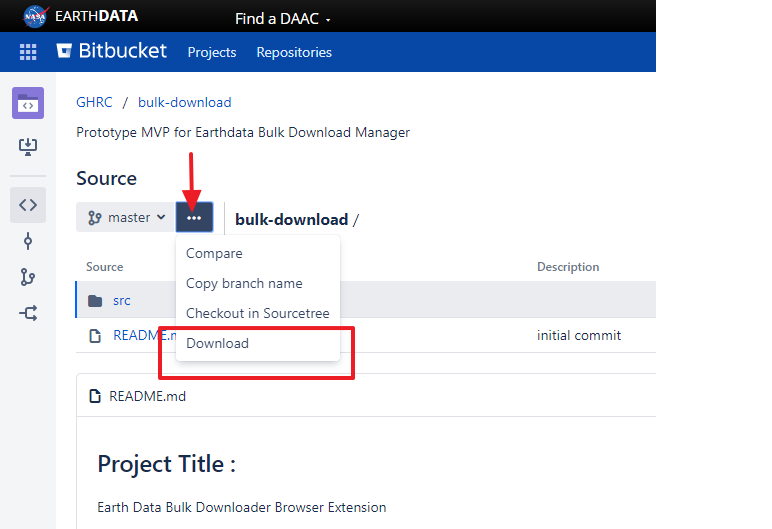 NASA EARTHDATA Find a DAAC
Bitbucket Projects Repositories
GHRC / bulk-download
Prototype MVP for Earthdata Bulk Download Manager
Source
master ••• bulk-download /
Compare
Copy branch name
Checkout in Sourcetree
Download
Source Description
src
README.m initial commit
README.md
Project Title :
Earth Data Bulk Downloader Browser Extension